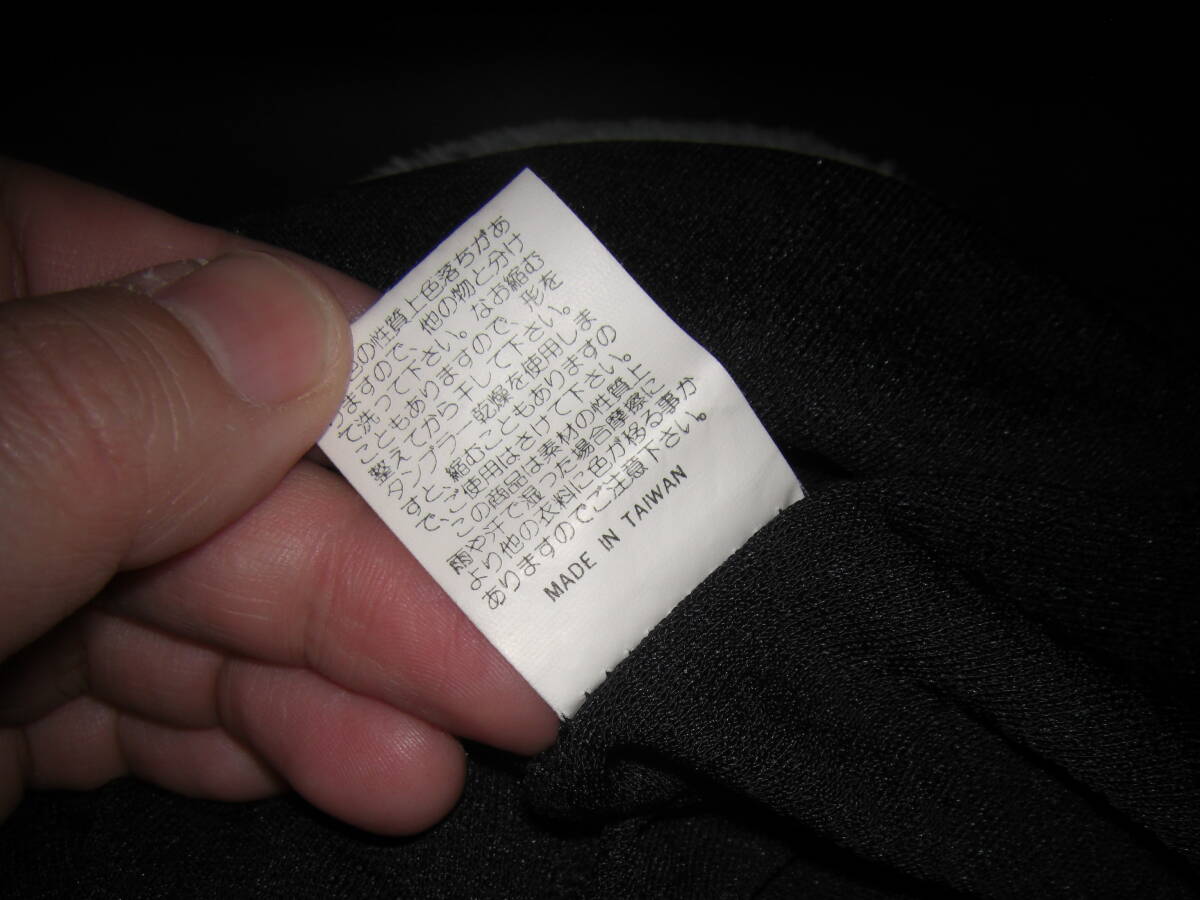 の性質上色落ちがあ
りますので、他の物と分け
て洗って下さい。なお縮む
こともありますので、形を
整えてから干して下さい。
タンブラー乾燥を使用しま
すと、縮むこともありますの
で、ご使用はさけて下さい。
この商品は素材の性質上
雨や汗で湿った場合摩擦に
より他の衣料に色が移る事が
ありますのでご注意下さい。
MADE IN TAIWAN